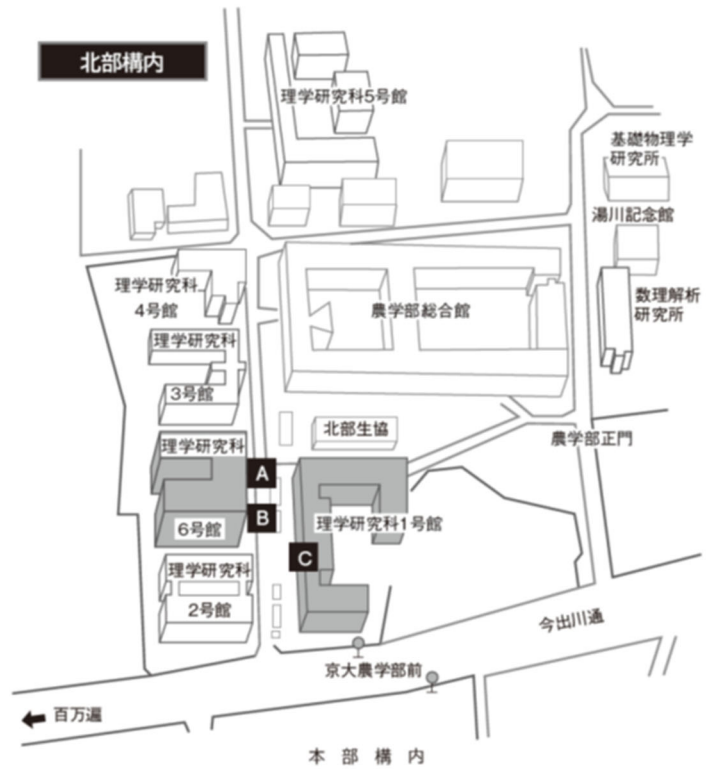 北部構内
理学研究科5号館
基礎物理学
研究所
湯川記念館
理学研究科
4号館
数理解析
研究所
農学部総合館
理学研究科
3号館
北部生協
農学部正門
理学研究科
A
B
6号館
理学研究科1号館
C
理学研究科
2号館
今出川通
京大農学部前
百万遍
本部構内